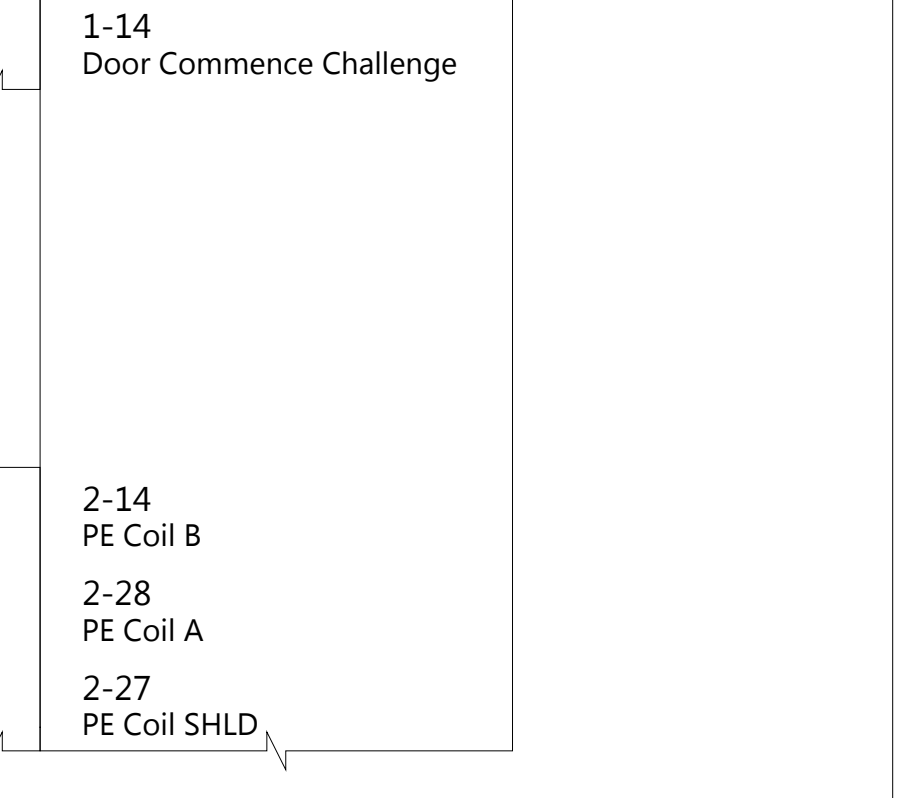 1-14
Door Commence Challenge
2-14
PE Coil B
2-28
PE Coil A
2-27
PE Coil SHLD